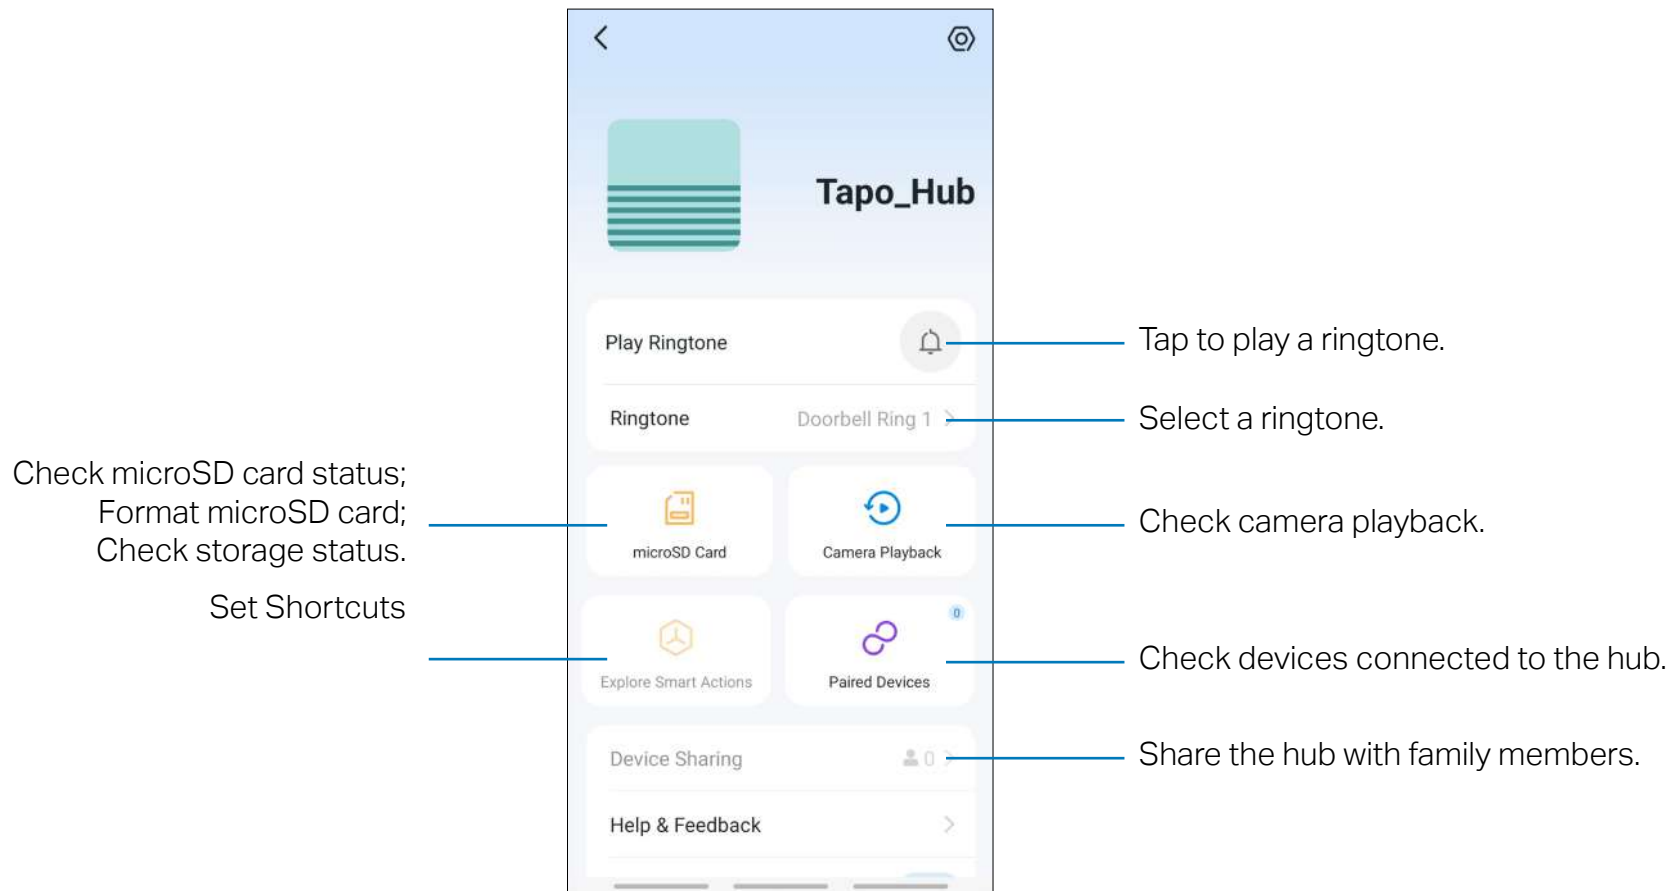 Tapo_Hub
Play Ringtone
Tap to play a ringtone.
Ringtone
Doorbell Ring 1
Select a ringtone.
Check microSD card status;
Format microSD card;
Check storage status.
microSD Card
Camera Playback
Check camera playback.
Set Shortcuts
Explore Smart Actions
0
Paired Devices
Check devices connected to the hub.
Device Sharing
0
Share the hub with family members.
Help & Feedback